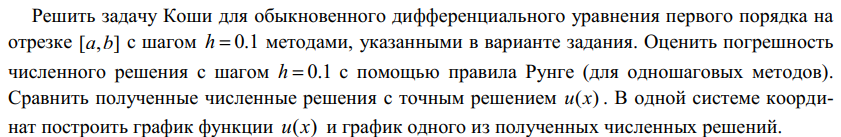 Решить задачу Коши для обыкновенного дифференциального уравнения первого порядка на
отрезке [a,b] с шагом h = 0.1 методами, указанными в варианте задания. Оценить погрешность
численного решения с шагом h = 0.1 с помощью правила Рунге (для одношаговых методов).
Сравнить полученные численные решения с точным решением u(x) . В одной системе коорди-
нат построить график функции u(x) и график одного из полученных численных решений.